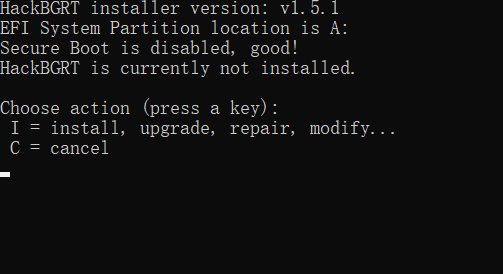 HackBGRT installer version: v1.5.1
EFI System Partition location is A:
Secure Boot is disabled, good!
HackBGRT is currently not installed.
Choose action (press a key):
I = install, upgrade, repair, modify...
C = cancel